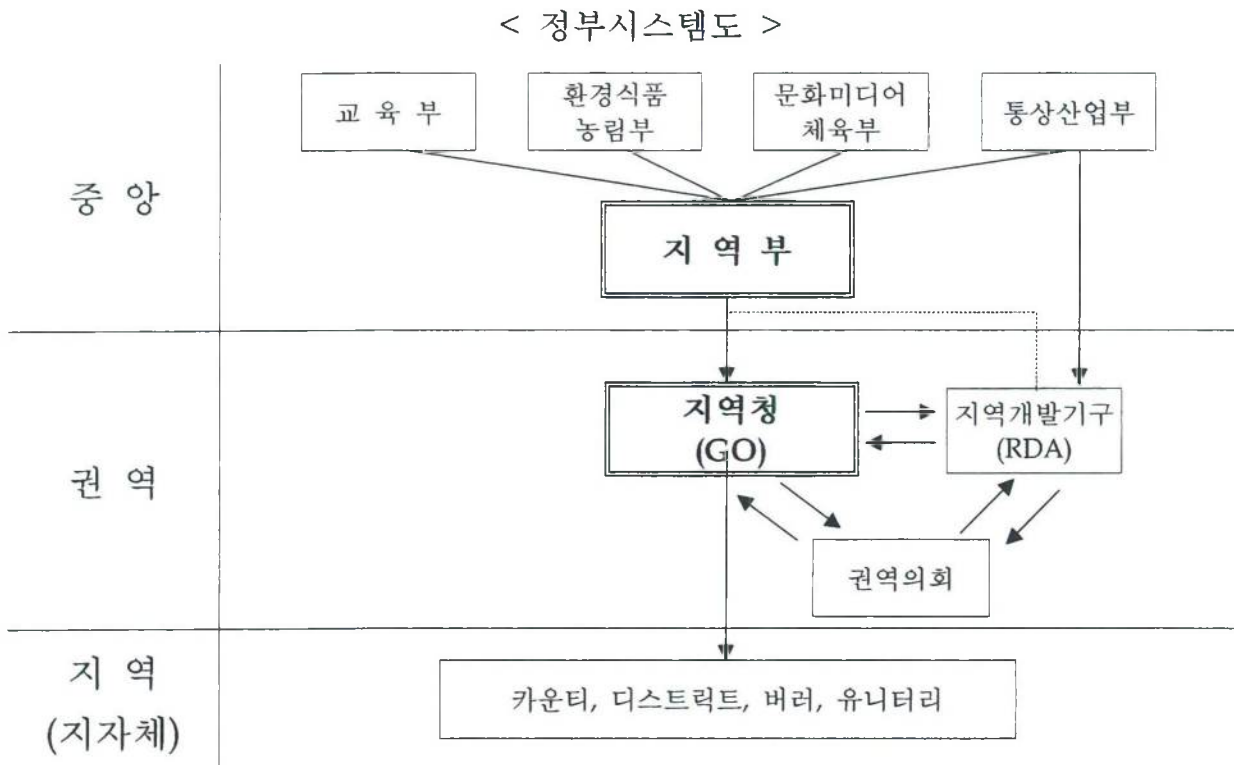 < 정부시스템도 >
교 육 부
환경식품
농림부
문화미디어
체육부
통상산업부
중 앙
지 역 부
지역청
(GO)
지역개발기구
(RDA)
권 역
권역의회
지 역
(지자체)
카운티, 디스트릭트, 버러, 유니터리